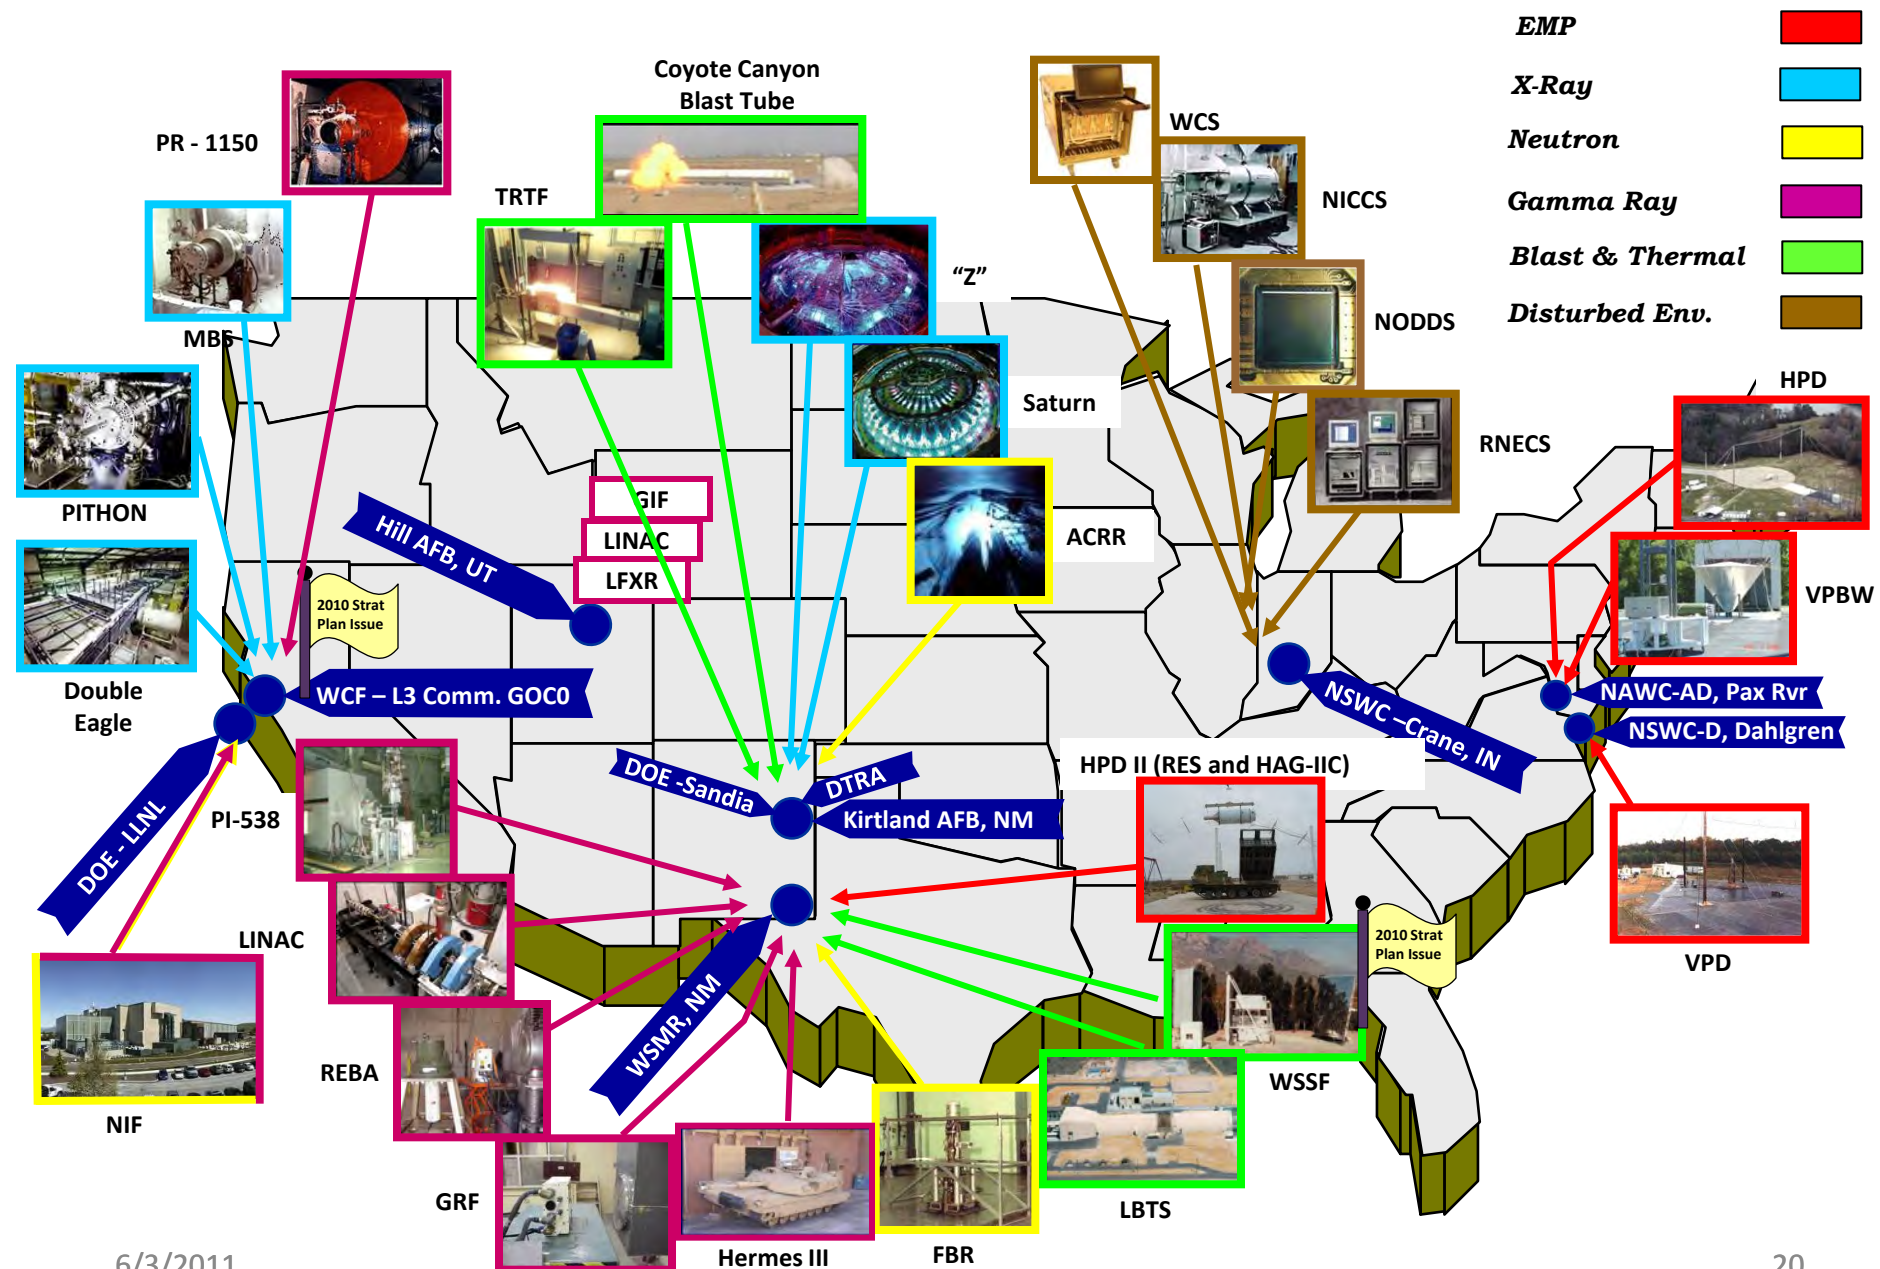 EMP
X-Ray
Neutron
Gamma Ray
Blast & Thermal
Disturbed Env.
Coyote Canyon
Blast Tube
PR - 1150
TRTF
WCS
NICCS
"Z"
NODDS
MBS
Saturn
HPD
RNECS
PITHON
GIF
LINAC
LFXR
ACRR
Hill AFB, UT
2010 Strat
Plan Issue
VPBW
Double
Eagle
WCF – L3 Comm. GOC0
NAWC-AD, Pax Rvr
NSWC-D, Dahlgren
NSWC –Crane, IN
DOE -Sandia
DTRA
Kirtland AFB, NM
HPD II (RES and HAG-IIC)
DOE - LLNL
PI-538
LINAC
2010 Strat
Plan Issue
VPD
WSMR, NM
REBA
WSSF
NIF
GRF
LBTS
Hermes III
FBR
6/3/2011
20